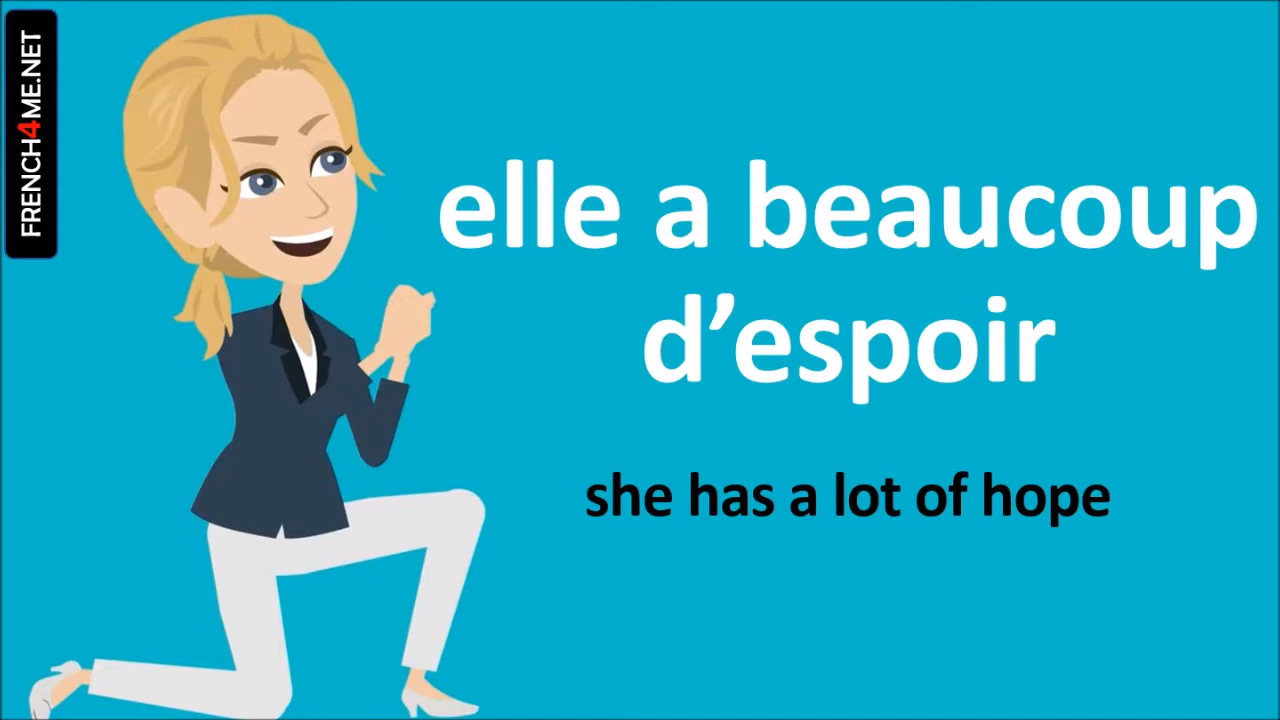 FRENCH4ME.NET
elle a beaucoup
d’espoir
she has a lot of hope